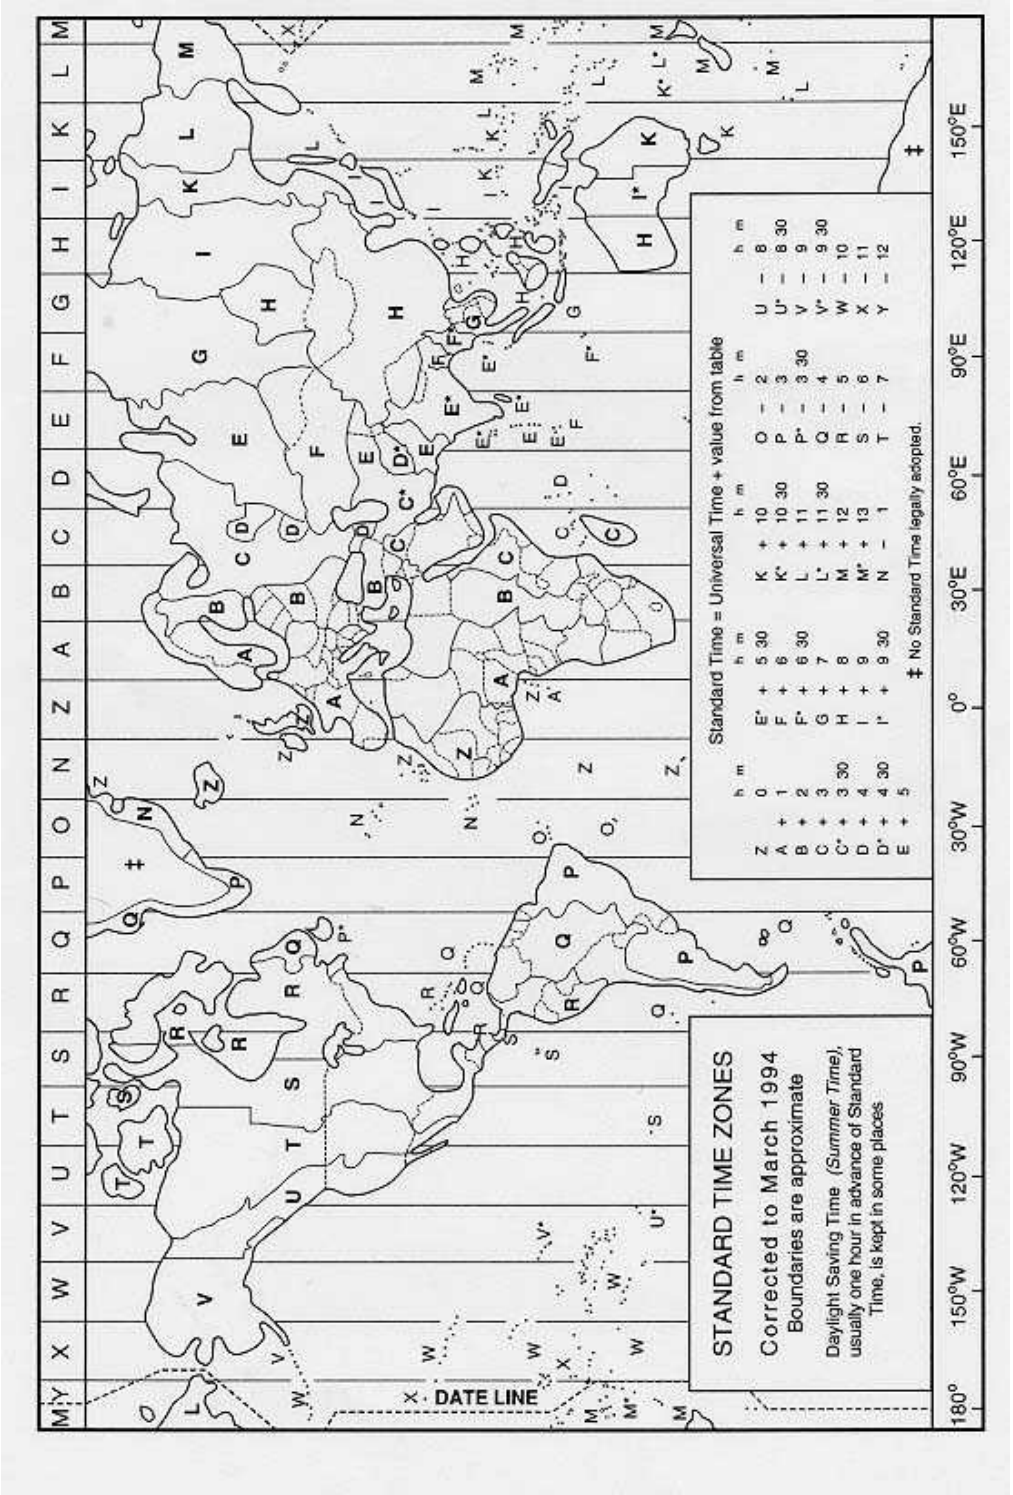 M Y X W V U T S R Q P O N Z A B C D E F G H I K L M
T S Q ‡ Z
T N
L V R Z G I L K M
T R P A B E
C D H
V W U T S R Q Z B D F X
P* N Z A D E I L
X · DATE LINE
W R Q Z C C* D* H K
R N Z A B C E* E* F* G H I M
S W V* O Z A E* E H
S Q P C D E F G I
M X W Z F* H L
M* W S U* O, I* K L*
M Q P Z, M K
STANDARD TIME ZONES
Corrected to March 1994
Boundaries are approximate
Daylight Saving Time (Summer Time),
usually one hour in advance of Standard
Time, is kept in some places
Standard Time = Universal Time + value from table
h m h m h m h m h m
Z 0 E* + 5 30 K + 10 O − 2 U − 8
A + 1 F + 6 K* + 10 30 P − 3 U* − 8 30
B + 2 F* + 6 30 L + 11 P* − 3 30 V − 9
C + 3 G + 7 L* + 11 30 Q − 4 V* − 9 30
C* + 3 30 H + 8 M + 12 R − 5 W − 10
D + 4 I + 9 M* + 13 S − 6 X − 11
D* + 4 30 I* + 9 30 N − 1 T − 7 Y − 12
E + 5
‡ No Standard Time legally adopted.
P ‡
180° 150°W 120°W 90°W 60°W 30°W 0° 30°E 60°E 90°E 120°E 150°E